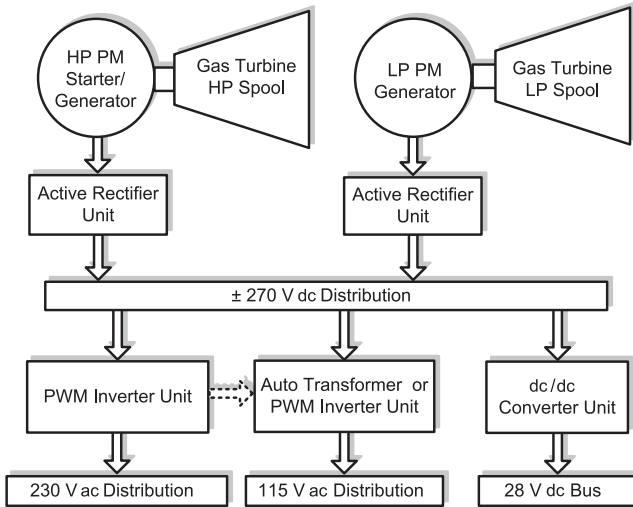 HP PM
Starter/
Generator
Gas Turbine
HP Spool
LP PM
Generator
Gas Turbine
LP Spool
Active Rectifier
Unit
Active Rectifier
Unit
± 270 V dc Distribution
PWM Inverter Unit
Auto Transformer or
PWM Inverter Unit
dc/dc
Converter Unit
230 V ac Distribution
115 V ac Distribution
28 V dc Bus